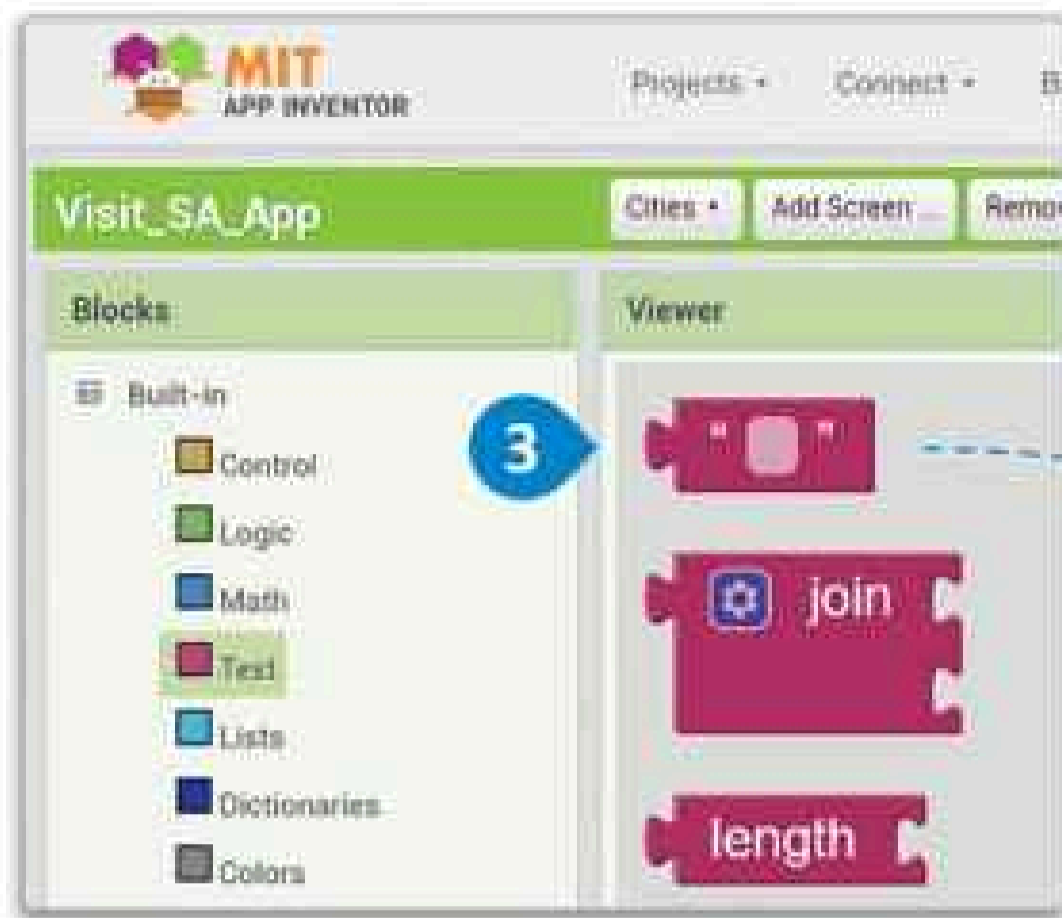 MIT
APP INVENTOR
Projects
Connect
Visit_SA_App
Cities
Add Screen ...
Blocks
Viewer
Built-in
Control
Logic
Math
Text
Lists
Dictionaries
Colors
3
" "
join
length